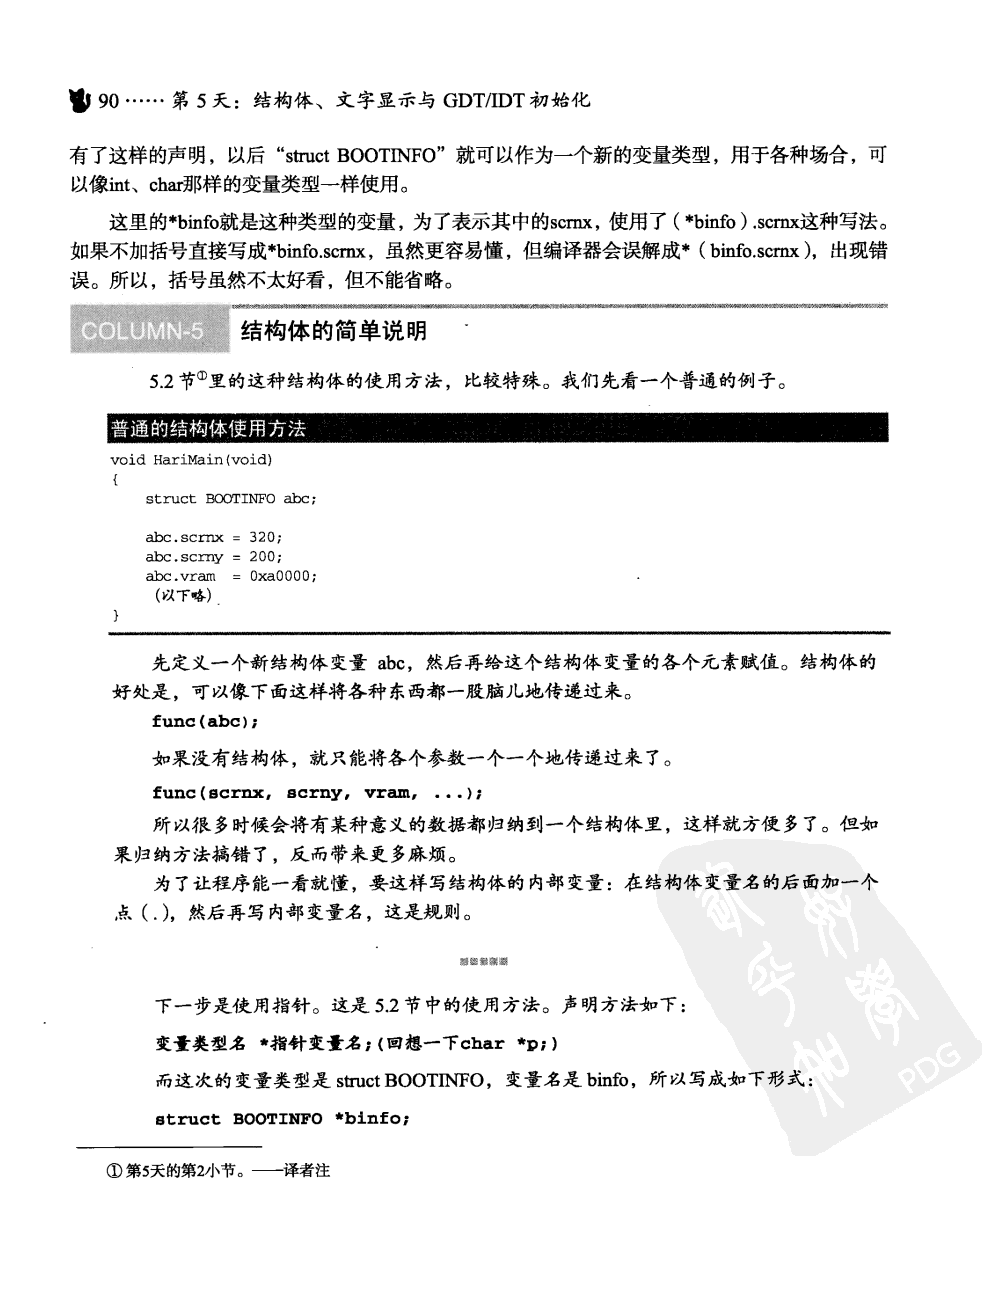 90 …… 第 5 天：结构体、文字显示与 GDT/IDT 初始化
有了这样的声明，以后“struct BOOTINFO”就可以作为一个新的变量类型，用于各种场合，可
以像int、char那样的变量类型一样使用。
这里的*binfo就是这种类型的变量，为了表示其中的scrnx，使用了（*binfo）.scrnx这种写法。
如果不加括号直接写成*binfo.scrnx，虽然更容易懂，但编译器会误解成*（binfo.scrnx），出现错
误。所以，括号虽然不太好看，但不能省略。
COLUMN-5 结构体的简单说明
5.2 节①里的这种结构体的使用方法，比较特殊。我们先看一个普通的例子。
普通的结构体使用方法
void HariMain(void)
{
struct BOOTINFO abc;
abc.scrnx = 320;
abc.scrny = 200;
abc.vram = 0xa0000;
(以下略)
}
先定义一个新结构体变量 abc，然后再给这个结构体变量的各个元素赋值。结构体的
好处是，可以像下面这样将各种东西都一股脑儿地传递过来。
func(abc);
如果没有结构体，就只能将各个参数一个一个地传递过来了。
func(scrnx, scrny, vram, ...);
所以很多时候会将有某种意义的数据都归纳到一个结构体里，这样就方便多了。但如
果归纳方法搞错了，反而带来更多麻烦。
为了让程序能一看就懂，要这样写结构体的内部变量：在结构体变量名的后面加一个
点（.），然后再写内部变量名，这是规则。
下一步是使用指针。这是 5.2 节中的使用方法。声明方法如下：
变量类型名 *指针变量名;(回想一下char *p;)
而这次的变量类型是 struct BOOTINFO，变量名是 binfo，所以写成如下形式：
struct BOOTINFO *binfo;
① 第5天的第2小节。——译者注
PDG